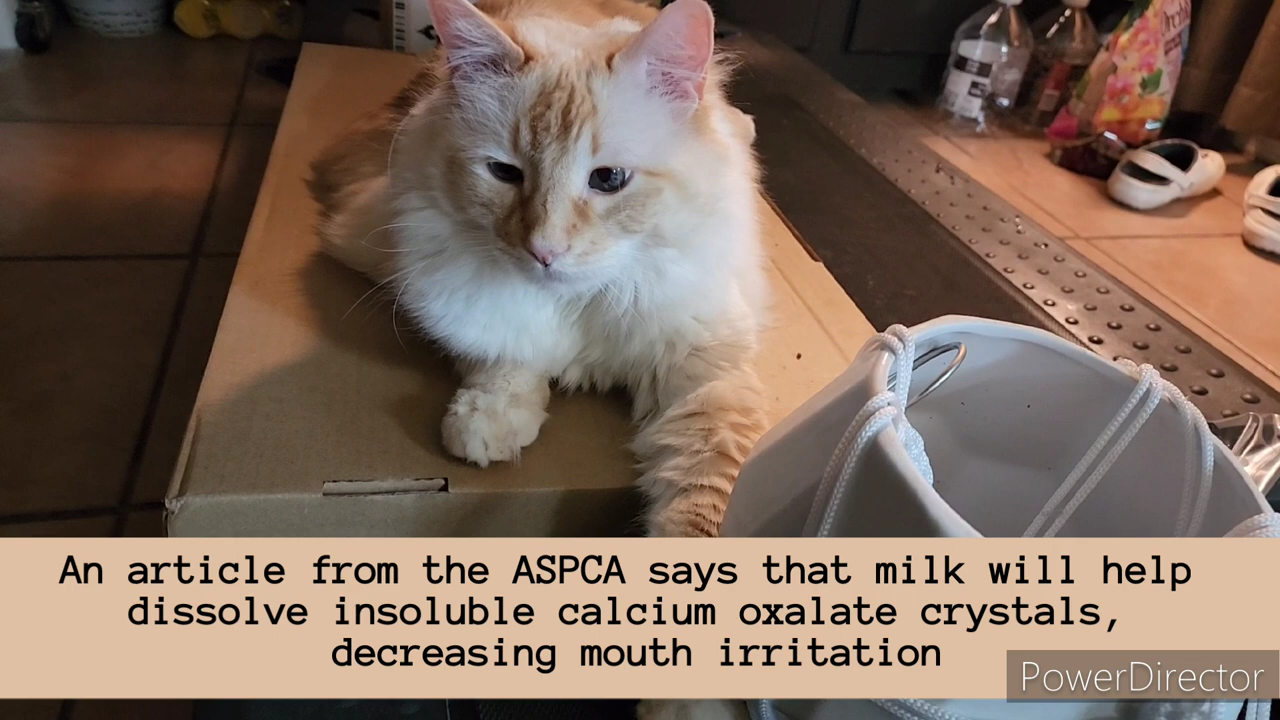 An article from the ASPCA says that milk will help
dissolve insoluble calcium oxalate crystals,
decreasing mouth irritation
PowerDirector